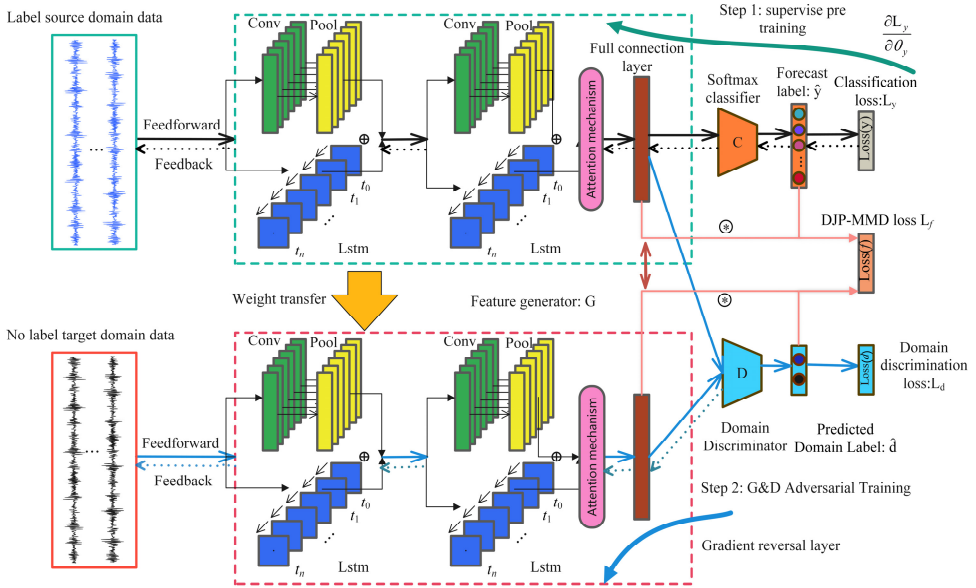 Label source domain data
Feedforward
...
Feedback
Conv
Pool
⊕
t0
t1
...
tn
Lstm
Conv
Pool
⊕
t0
t1
...
tn
Lstm
Attention mechanism
Full connection
layer
Step 1: supervise pre
training
∂Ly
∂θy
Softmax
classifier
C
Forecast
label: ŷ
...
Classification
loss:Ly
Loss(y)
DJP-MMD loss Lf
Loss(f)
⊛
⊛
Weight transfer
Feature generator: G
No label target domain data
Feedforward
...
Feedback
Conv
Pool
⊕
t0
t1
...
tn
Lstm
Conv
Pool
⊕
t0
t1
...
tn
Lstm
Attention mechanism
D
Domain
Discriminator
Predicted
Domain Label: d̂
Loss(d)
Domain
discrimination
loss:Ld
Step 2: G&D Adversarial Training
Gradient reversal layer